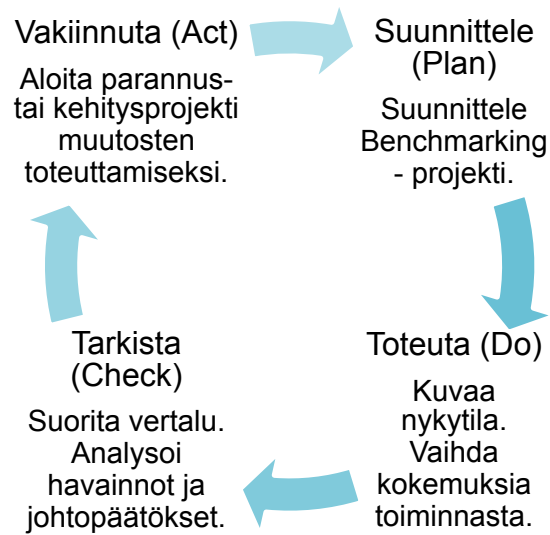 Vakiinnuta (Act)
Aloita parannus-
tai kehitysprojekti
muutosten
toteuttamiseksi.
Suunnittele
(Plan)
Suunnittele
Benchmarking
- projekti.
Toteuta (Do)
Kuvaa
nykytila.
Vaihda
kokemuksia
toiminnasta.
Tarkista
(Check)
Suorita vertalu.
Analysoi
havainnot ja
johtopäätökset.